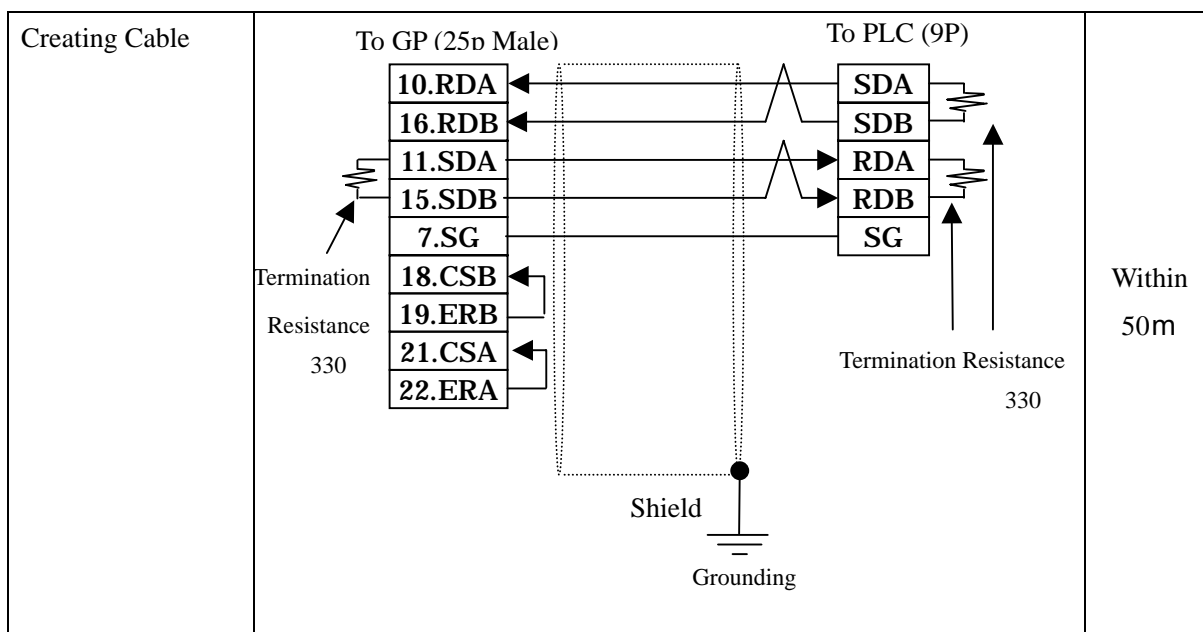 Creating Cable
To GP (25p Male)
To PLC (9P)
10.RDA
16.RDB
11.SDA
15.SDB
7.SG
18.CSB
19.ERB
21.CSA
22.ERA
SDA
SDB
RDA
RDB
SG
Termination
Resistance
330
Termination Resistance
330
Shield
Grounding
Within
50m